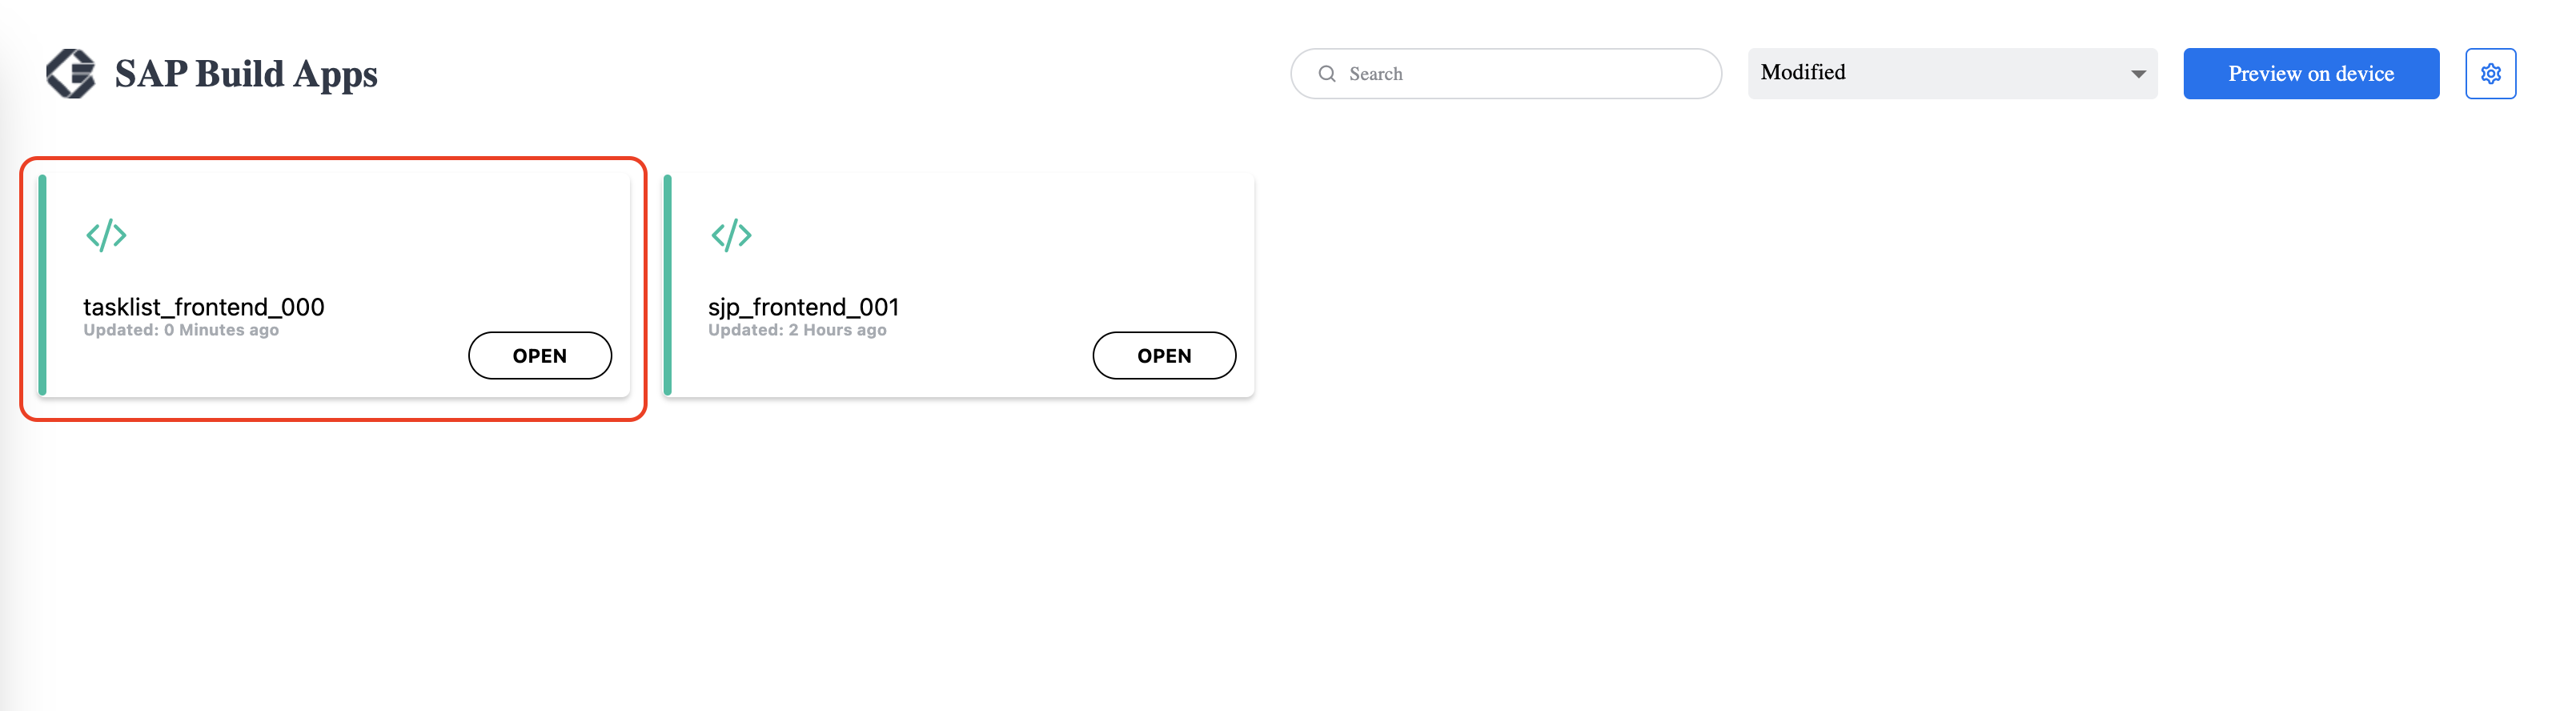 SAP Build Apps
Search
Modified
Preview on device
tasklist_frontend_000
Updated: 0 Minutes ago
OPEN
sjp_frontend_001
Updated: 2 Hours ago
OPEN